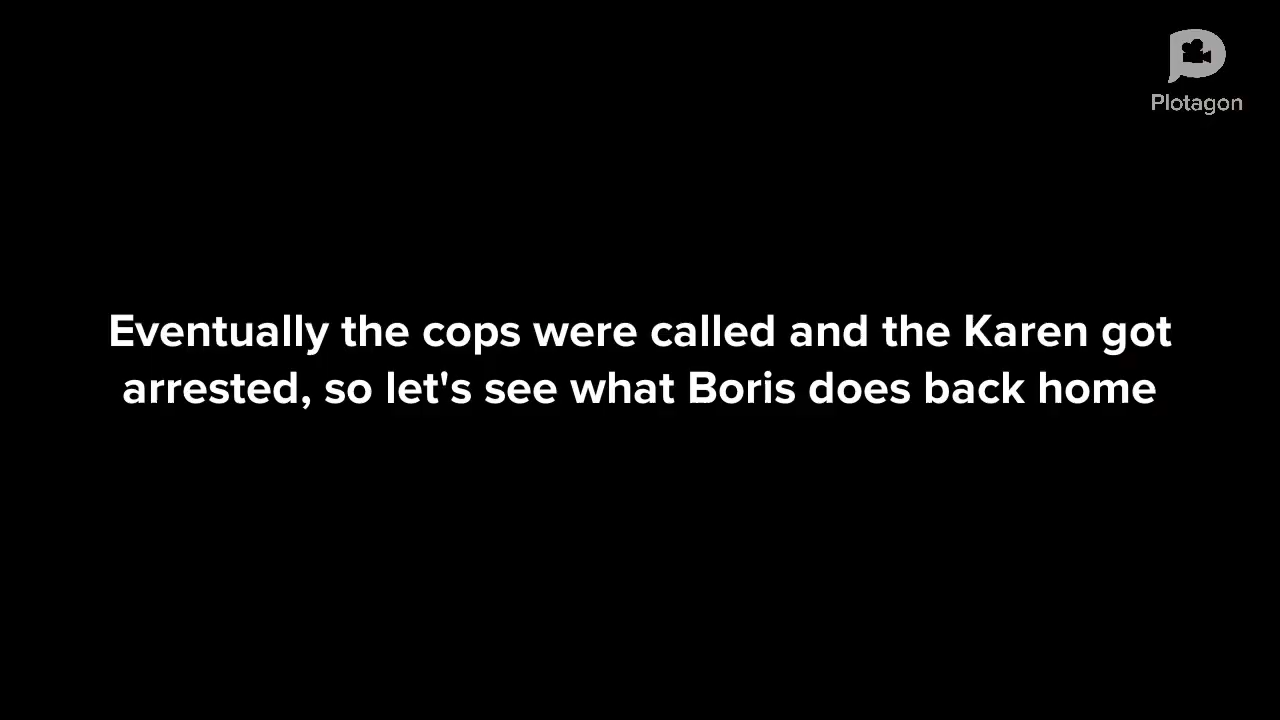 Plotagon
Eventually the cops were called and the Karen got
arrested, so let's see what Boris does back home